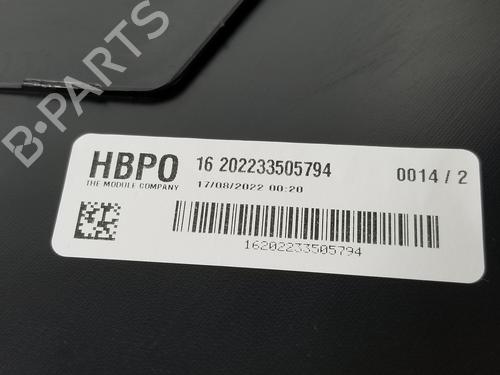 B-PARTS
HBPO
THE MODULE COMPANY
16 202233505794
17/08/2022 00:20
0014 / 2
16202233505794